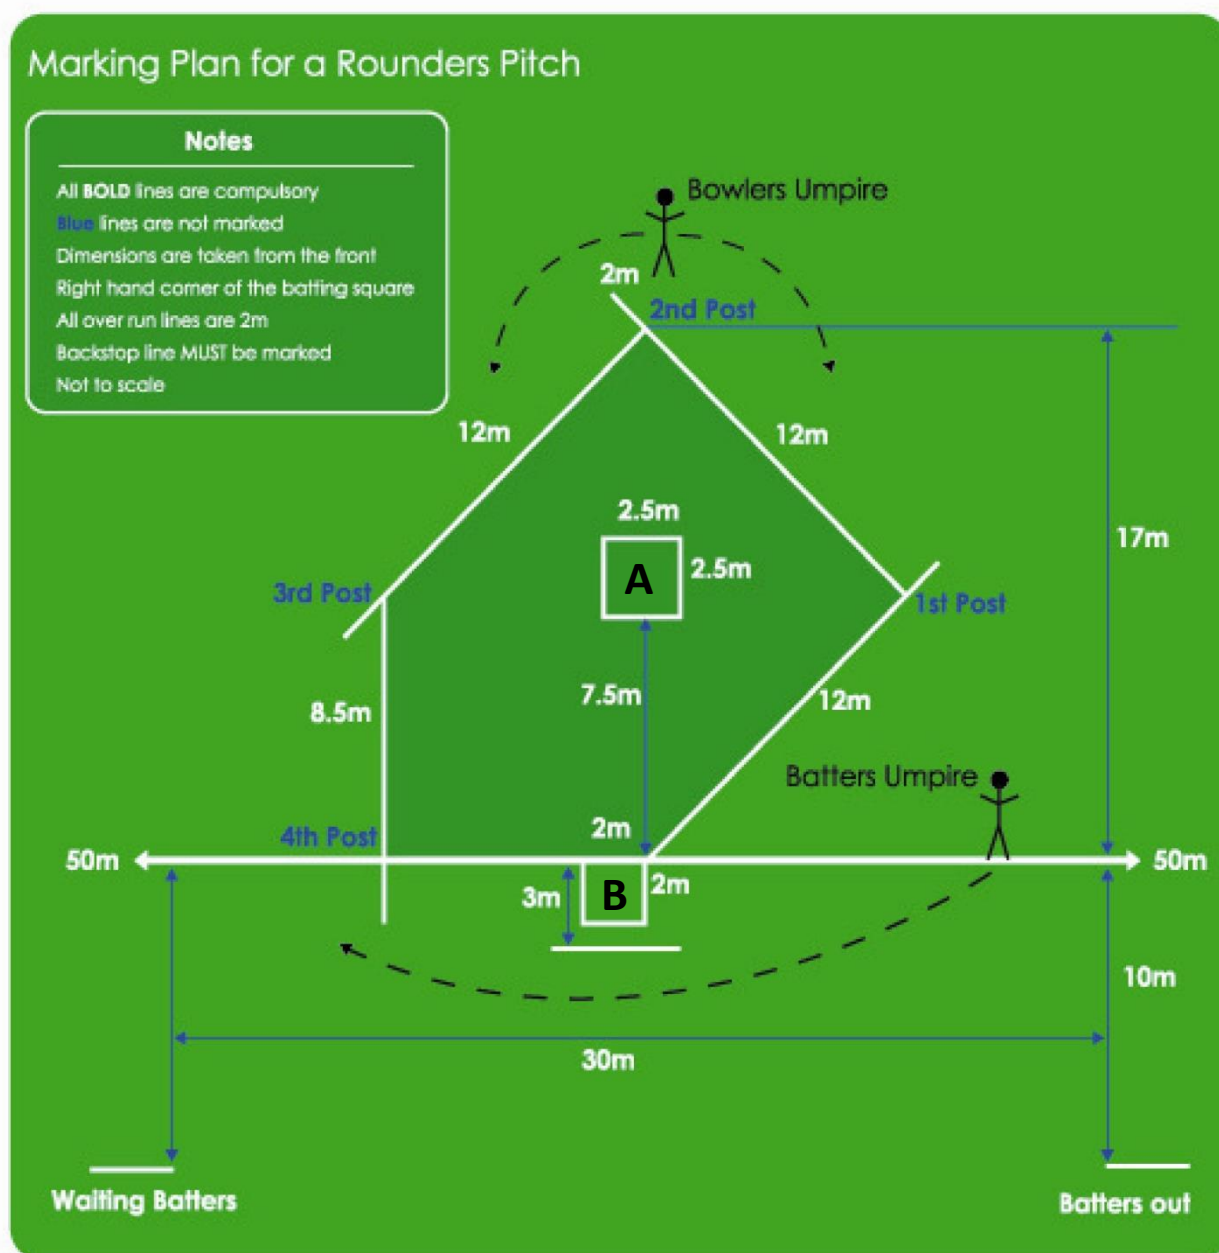 Marking Plan for a Rounders Pitch
Notes
All BOLD lines are compulsory
Blue lines are not marked
Dimensions are taken from the front
Right hand corner of the batting square
All over run lines are 2m
Backstop line MUST be marked
Not to scale
Bowlers Umpire
2m
2nd Post
12m
12m
2.5m
17m
A
2.5m
3rd Post
1st Post
7.5m
12m
8.5m
Batters Umpire
2m
4th Post
50m
50m
3m
B
2m
10m
30m
Waiting Batters
Batters out